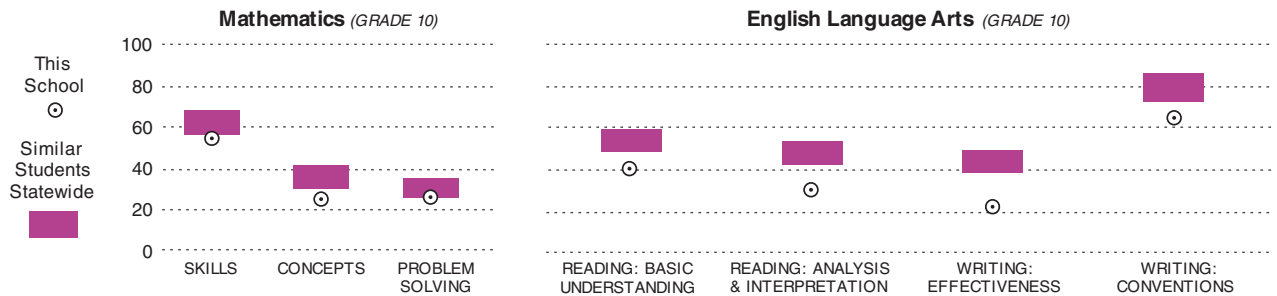 Mathematics (GRADE 10)
English Language Arts (GRADE 10)
This
School
Similar
Students
Statewide
100
80
60
40
20
0
SKILLS
CONCEPTS
PROBLEM
SOLVING
READING: BASIC
UNDERSTANDING
READING: ANALYSIS
& INTERPRETATION
WRITING:
EFFECTIVENESS
WRITING:
CONVENTIONS